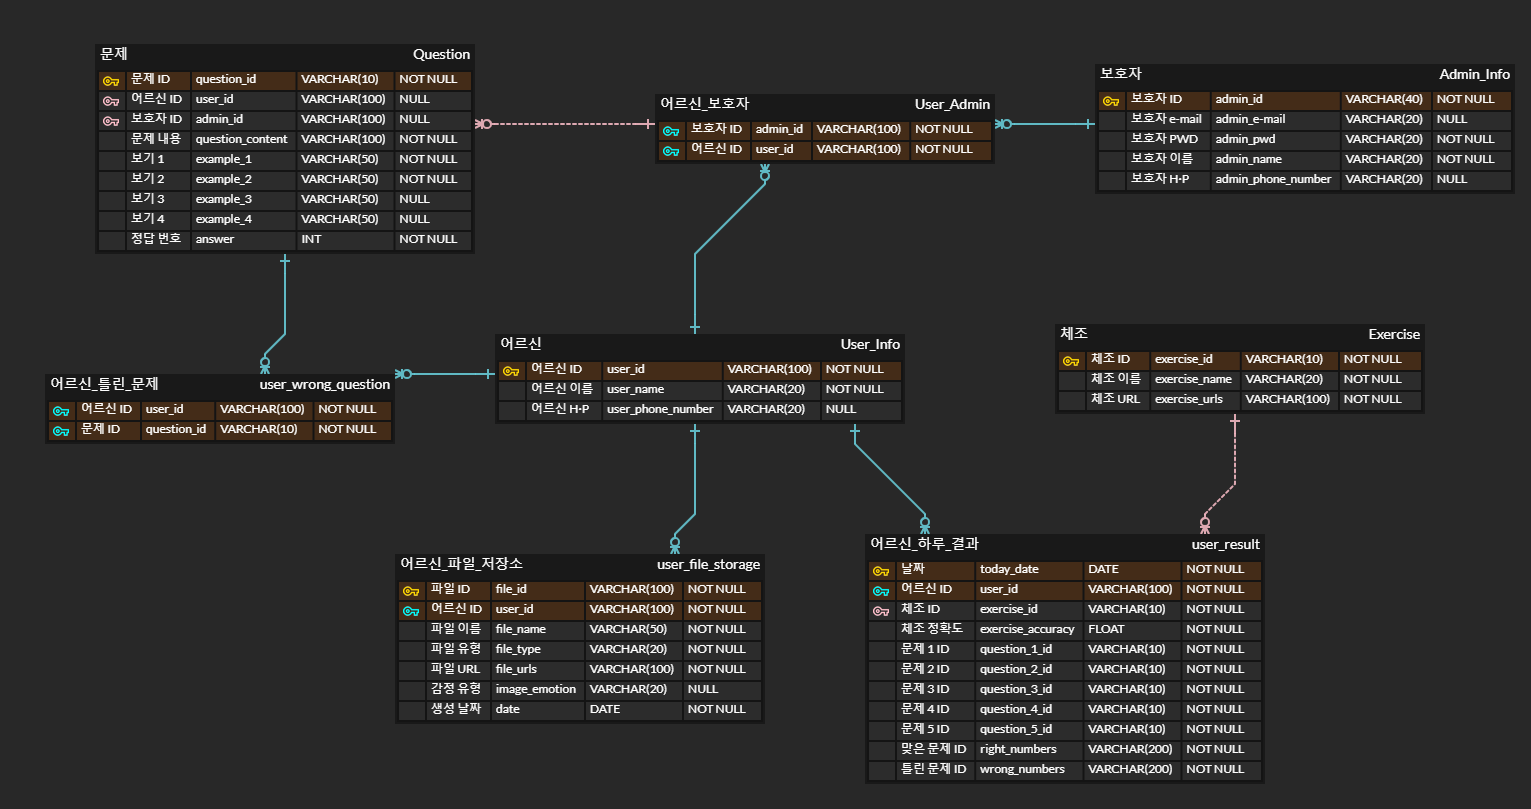 문제 Question
문제 ID question_id VARCHAR(10) NOT NULL
어르신 ID user_id VARCHAR(100) NULL
보호자 ID admin_id VARCHAR(100) NULL
문제 내용 question_content VARCHAR(100) NOT NULL
보기 1 example_1 VARCHAR(50) NOT NULL
보기 2 example_2 VARCHAR(50) NOT NULL
보기 3 example_3 VARCHAR(50) NULL
보기 4 example_4 VARCHAR(50) NULL
정답 번호 answer INT NOT NULL
어르신_보호자 User_Admin
보호자 ID admin_id VARCHAR(100) NOT NULL
어르신 ID user_id VARCHAR(100) NOT NULL
보호자 Admin_Info
보호자 ID admin_id VARCHAR(40) NOT NULL
보호자 e-mail admin_e-mail VARCHAR(20) NULL
보호자 PWD admin_pwd VARCHAR(20) NOT NULL
보호자 이름 admin_name VARCHAR(20) NOT NULL
보호자 H·P admin_phone_number VARCHAR(20) NULL
어르신_틀린_문제 user_wrong_question
어르신 ID user_id VARCHAR(100) NOT NULL
문제 ID question_id VARCHAR(10) NOT NULL
어르신 User_Info
어르신 ID user_id VARCHAR(100) NOT NULL
어르신 이름 user_name VARCHAR(20) NOT NULL
어르신 H·P user_phone_number VARCHAR(20) NULL
체조 Exercise
체조 ID exercise_id VARCHAR(10) NOT NULL
체조 이름 exercise_name VARCHAR(20) NOT NULL
체조 URL exercise_urls VARCHAR(100) NOT NULL
어르신_파일_저장소 user_file_storage
파일 ID file_id VARCHAR(100) NOT NULL
어르신 ID user_id VARCHAR(100) NOT NULL
파일 이름 file_name VARCHAR(50) NOT NULL
파일 유형 file_type VARCHAR(20) NOT NULL
파일 URL file_urls VARCHAR(100) NOT NULL
감정 유형 image_emotion VARCHAR(20) NULL
생성 날짜 date DATE NOT NULL
어르신_하루_결과 user_result
날짜 today_date DATE NOT NULL
어르신 ID user_id VARCHAR(100) NOT NULL
체조 ID exercise_id VARCHAR(10) NOT NULL
체조 정확도 exercise_accuracy FLOAT NOT NULL
문제 1 ID question_1_id VARCHAR(10) NOT NULL
문제 2 ID question_2_id VARCHAR(10) NOT NULL
문제 3 ID question_3_id VARCHAR(10) NOT NULL
문제 4 ID question_4_id VARCHAR(10) NOT NULL
문제 5 ID question_5_id VARCHAR(10) NOT NULL
맞은 문제 ID right_numbers VARCHAR(200) NOT NULL
틀린 문제 ID wrong_numbers VARCHAR(200) NOT NULL